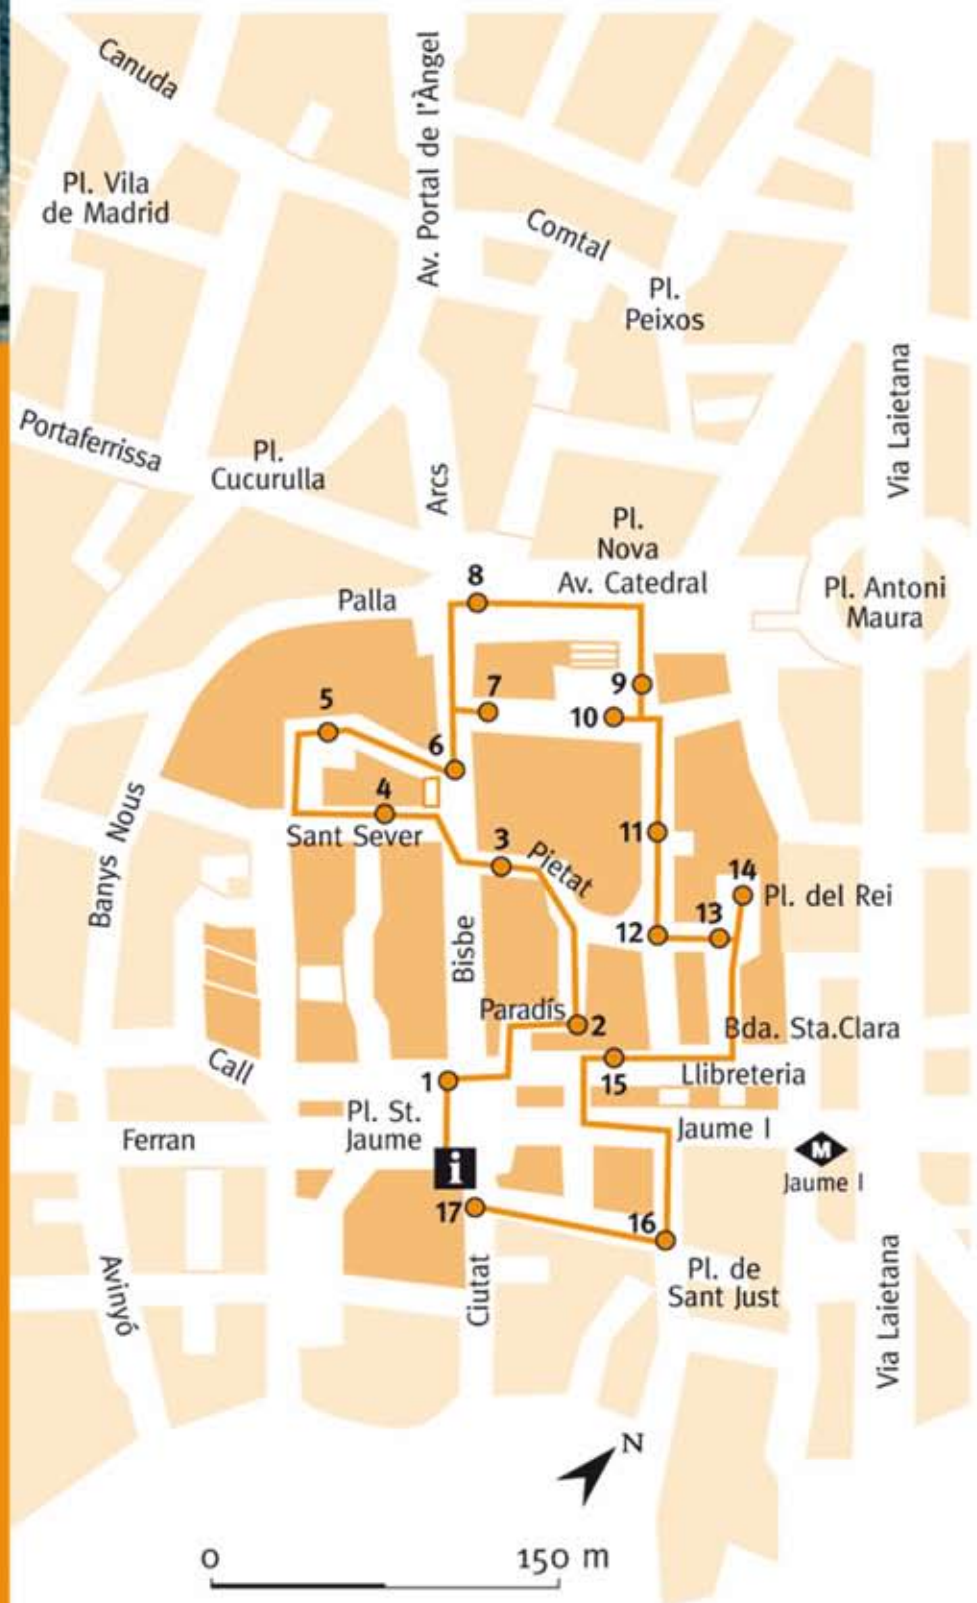 Canuda
Av. Portal de l'Àngel
Pl. Vila
de Madrid
Comtal
Pl.
Peixos
Via Laietana
Portaferrissa
Pl.
Cucurulla
Arcs
Pl.
Nova
Av. Catedral
8
Palla
Pl. Antoni
Maura
9
7
10
5
6
4
Sant Sever
3
Pietat
11
Banys Nous
14
Pl. del Rei
13
12
Bisbe
Paradís
2
Bda. Sta.Clara
15
Llibreteria
Call
1
Pl. St.
Jaume
Jaume I
Ferran
M
Jaume I
i
17
16
Pl. de
Sant Just
Avinyó
Ciutat
Via Laietana
N
0
150 m